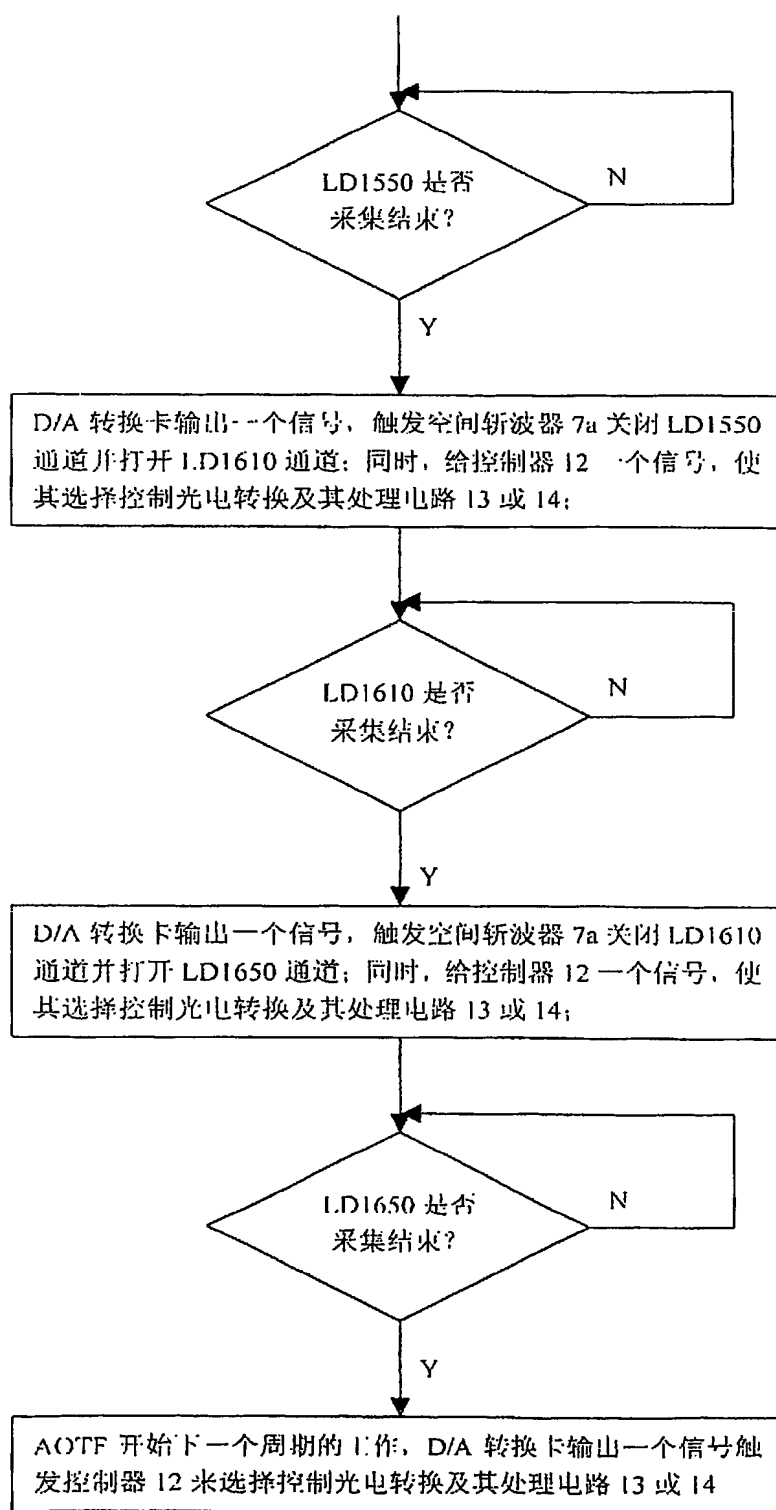 LD1550 是否
采集结束？
N
Y
D/A 转换卡输出一个信号，触发空间斩波器 7a 关闭 LD1550
通道并打开 LD1610 通道；同时，给控制器 12 一个信号，使
其选择控制光电转换及其处理电路 13 或 14；
LD1610 是否
采集结束？
N
Y
D/A 转换卡输出一个信号，触发空间斩波器 7a 关闭 LD1610
通道并打开 LD1650 通道；同时，给控制器 12 一个信号，使
其选择控制光电转换及其处理电路 13 或 14；
LD1650 是否
采集结束？
N
Y
AOTF 开始下一个周期的工作，D/A 转换卡输出一个信号触
发控制器 12 来选择控制光电转换及其处理电路 13 或 14